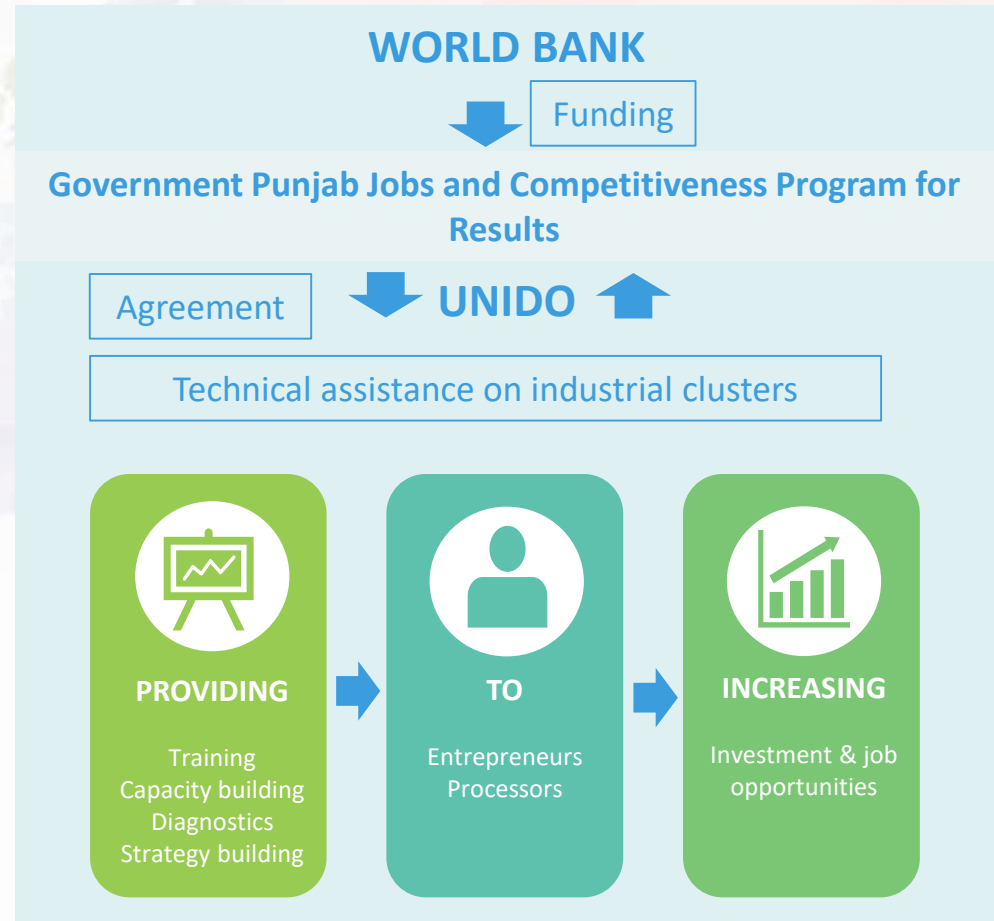 WORLD BANK
Funding
Government Punjab Jobs and Competitiveness Program for
Results
Agreement
UNIDO
Technical assistance on industrial clusters
PROVIDING
Training
Capacity building
Diagnostics
Strategy building
TO
Entrepreneurs
Processors
INCREASING
Investment & job
opportunities